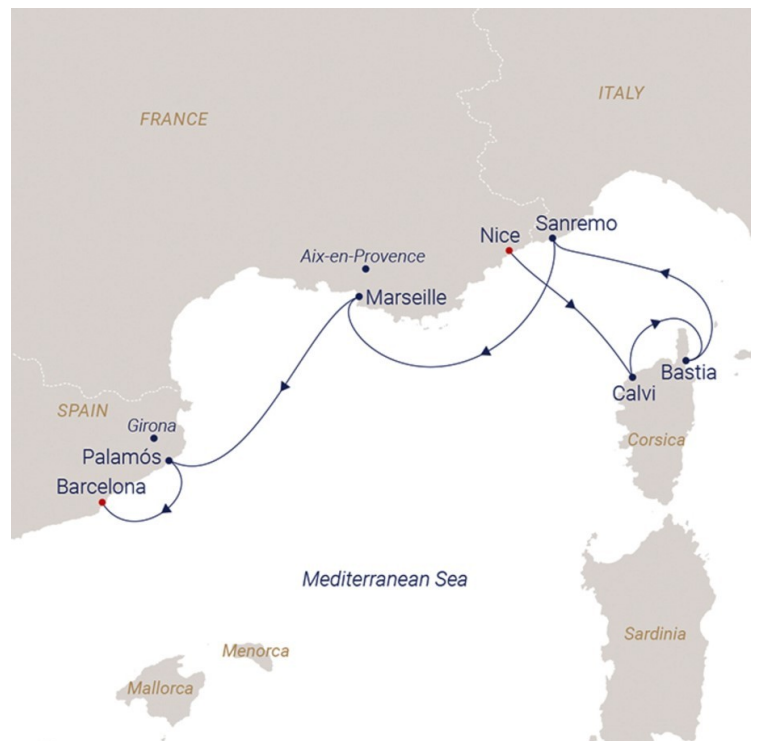 ITALY
FRANCE
Sanremo
Nice
Aix-en-Provence
Marseille
Bastia
Calvi
SPAIN
Girona
Corsica
Palamós
Barcelona
Mediterranean Sea
Sardinia
Menorca
Mallorca